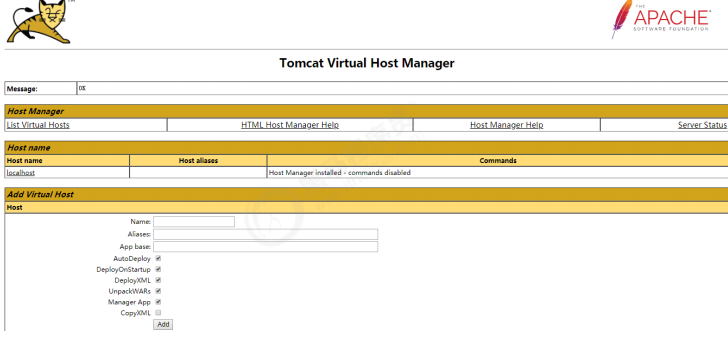 TM
THE
APACHE
SOFTWARE FOUNDATION
Tomcat Virtual Host Manager
Message: OK
Host Manager
List Virtual Hosts HTML Host Manager Help Host Manager Help Server Status
Host name
Host name Host aliases Commands
localhost Host Manager installed - commands disabled
Add Virtual Host
Host
Name:
Aliases:
App base:
AutoDeploy
DeployOnStartup
DeployXML
UnpackWARs
Manager App
CopyXML
Add